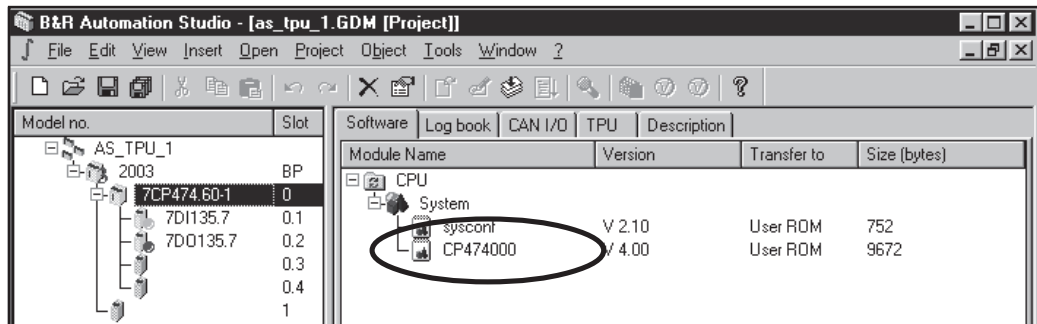 B&R Automation Studio - [as_tpu_1.GDM [Project]]
File Edit View Insert Open Project Object Tools Window ?
Model no. Slot
AS_TPU_1
2003 BP
7CP474.60-1 0
7DI135.7 0.1
7DO135.7 0.2
0.3
0.4
1
Software Log book CAN I/O TPU Description
Module Name Version Transfer to Size (bytes)
CPU
System
sysconf V 2.10 User ROM 752
CP474000 V 4.00 User ROM 9672